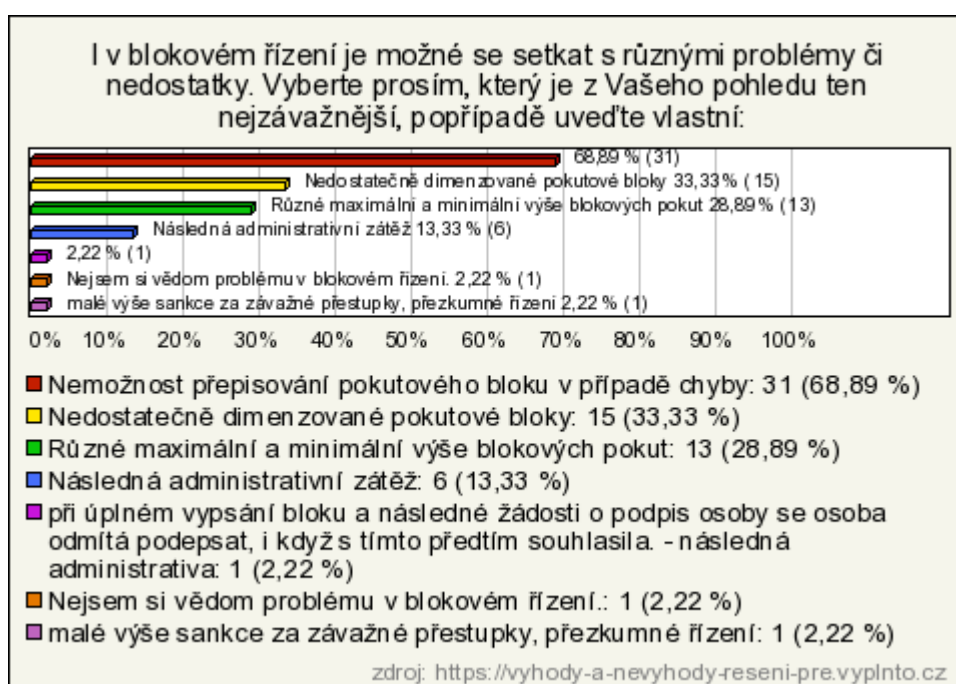 I v blokovém řízení je možné se setkat s různými problémy či
nedostatky. Vyberte prosím, který je z Vašeho pohledu ten
nejzávažnější, popřípadě uveďte vlastní:
68,89 % (31)
Nedostatečně dimenzované pokutové bloky 33,33% (15)
Různé maximální a minimální výše blokových pokut 28,89% (13)
Následná administrativní zátěž 13,33 % (6)
2,22 % (1)
Nejsem si vědom problému v blokovém řízení. 2,22 % (1)
malé výše sankce za závažné přestupky, přezkumné řízení 2,22 % (1)
0% 10% 20% 30% 40% 50% 60% 70% 80% 90% 100%
Nemožnost přepisování pokutového bloku v případě chyby: 31 (68,89 %)
Nedostatečně dimenzované pokutové bloky: 15 (33,33 %)
Různé maximální a minimální výše blokových pokut: 13 (28,89 %)
Následná administrativní zátěž: 6 (13,33 %)
při úplném vypsání bloku a následné žádosti o podpis osoby se osoba
odmítá podepsat, i když s tímto předtím souhlasila. - následná
administrativa: 1 (2,22 %)
Nejsem si vědom problému v blokovém řízení.: 1 (2,22 %)
malé výše sankce za závažné přestupky, přezkumné řízení: 1 (2,22 %)
zdroj: https://vyhody-a-nevyhody-reseni-pre.vyplnto.cz